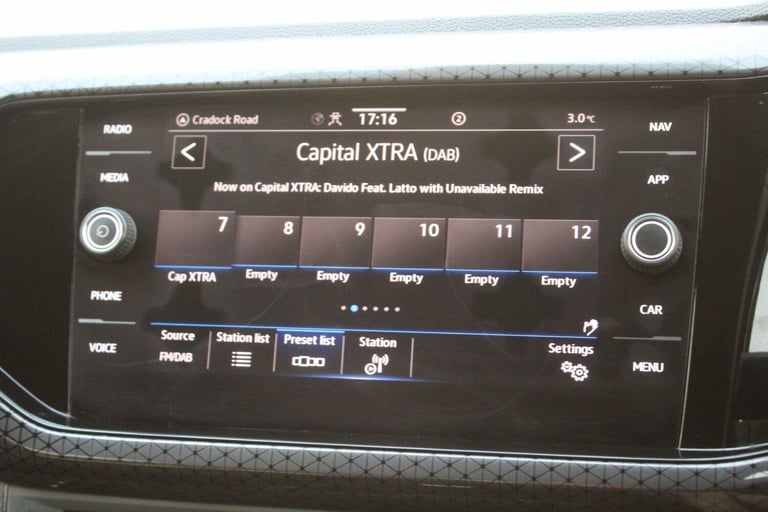 RADIO
MEDIA
PHONE
VOICE
Cradock Road 17:16 2 3.0°C
< Capital XTRA (DAB) >
Now on Capital XTRA: Davido Feat. Latto with Unavailable Remix
7 8 9 10 11 12
Cap XTRA Empty Empty Empty Empty Empty
Source Station list Preset list Station Settings
FM/DAB
NAV
APP
CAR
MENU